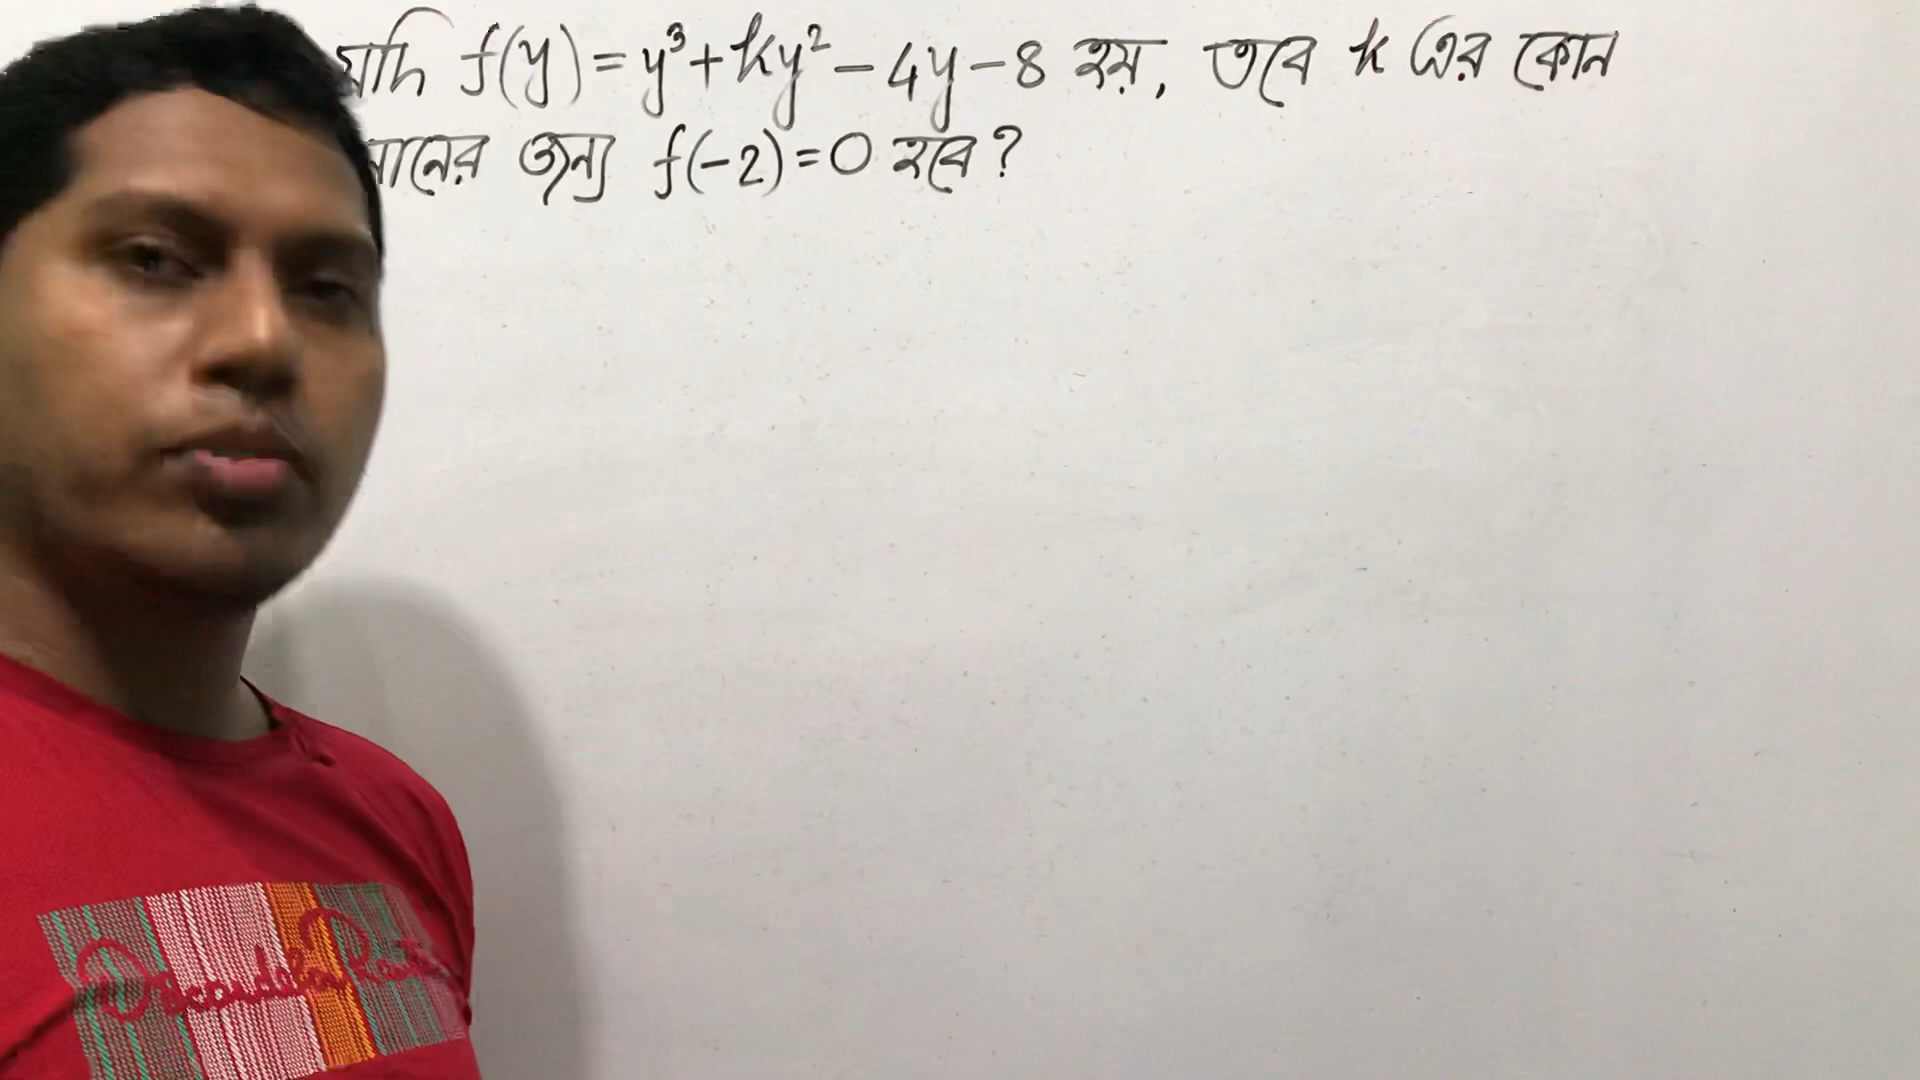 যদি f(y) = y³ + ky² - 4y - 8 হয়, তবে k এর কোন
মানের জন্য f(-2) = 0 হবে?